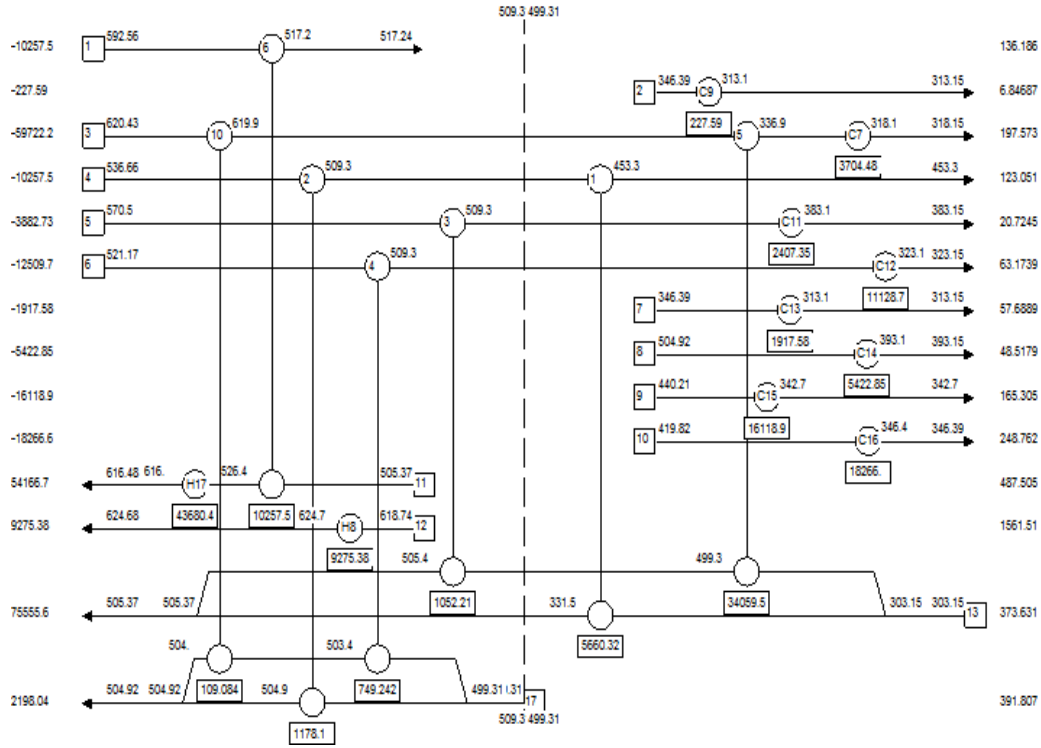 509.3 499.31
-10257.5 1 592.56 6 517.2 517.24 136.186
-227.59 2 346.39 C9 313.1 313.15 6.84687
227.59
-59722.2 3 620.43 10 619.9 5 336.9 C7 318.1 318.15 197.573
3704.48
-10257.5 4 536.66 2 509.3 1 453.3 453.3 123.051
-3882.73 5 570.5 3 509.3 C11 383.1 383.15 20.7245
2407.35
-12509.7 6 521.17 4 509.3 C12 323.1 323.15 63.1739
11128.7
-1917.58 7 346.39 C13 313.1 313.15 57.6889
1917.58
-5422.85 8 504.92 C14 393.1 393.15 48.5179
5422.85
-16118.9 9 440.21 C15 342.7 342.7 165.305
16118.9
-18266.6 10 419.82 C16 346.4 346.39 248.762
18266.
54166.7 616.48 616. H17 526.4 505.37 11 487.505
43680.4 10257.5
9275.38 624.68 624.7 H8 618.74 12 1561.51
9275.38
505.4 499.3
1052.21 34059.5
75555.6 505.37 505.37 331.5 303.15 303.15 13 373.631
5660.32
504. 503.4
109.084 749.242
2198.04 504.92 504.92 504.9 499.31 17 391.807
1178.1
509.3 499.31